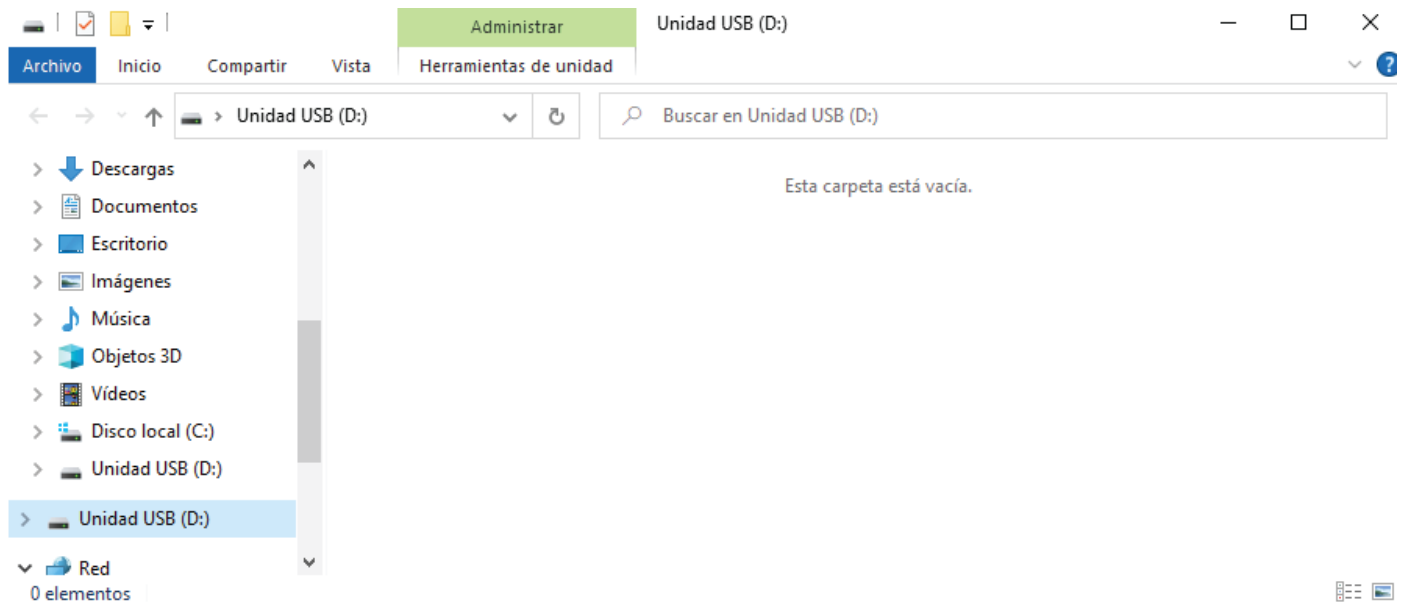 Administrar
Unidad USB (D:)
Archivo Inicio Compartir Vista Herramientas de unidad
?
Unidad USB (D:)
Buscar en Unidad USB (D:)
Descargas
Esta carpeta está vacía.
Documentos
Escritorio
Imágenes
Música
Objetos 3D
Vídeos
Disco local (C:)
Unidad USB (D:)
Unidad USB (D:)
Red
0 elementos